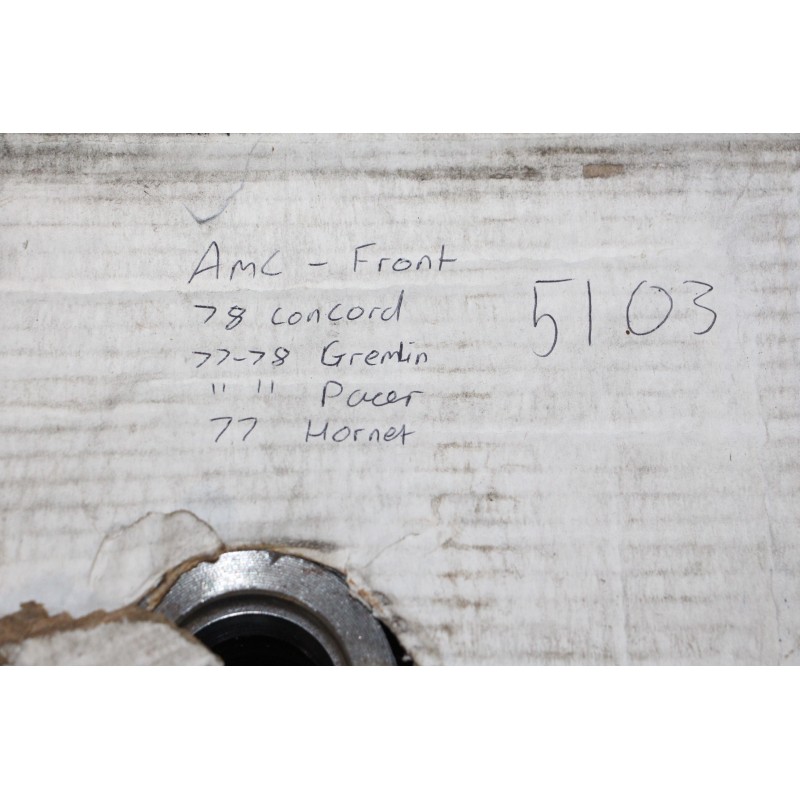 AMC - Front
78 Concord
77-78 Gremlin
" " Pacer
77 Hornet
5103